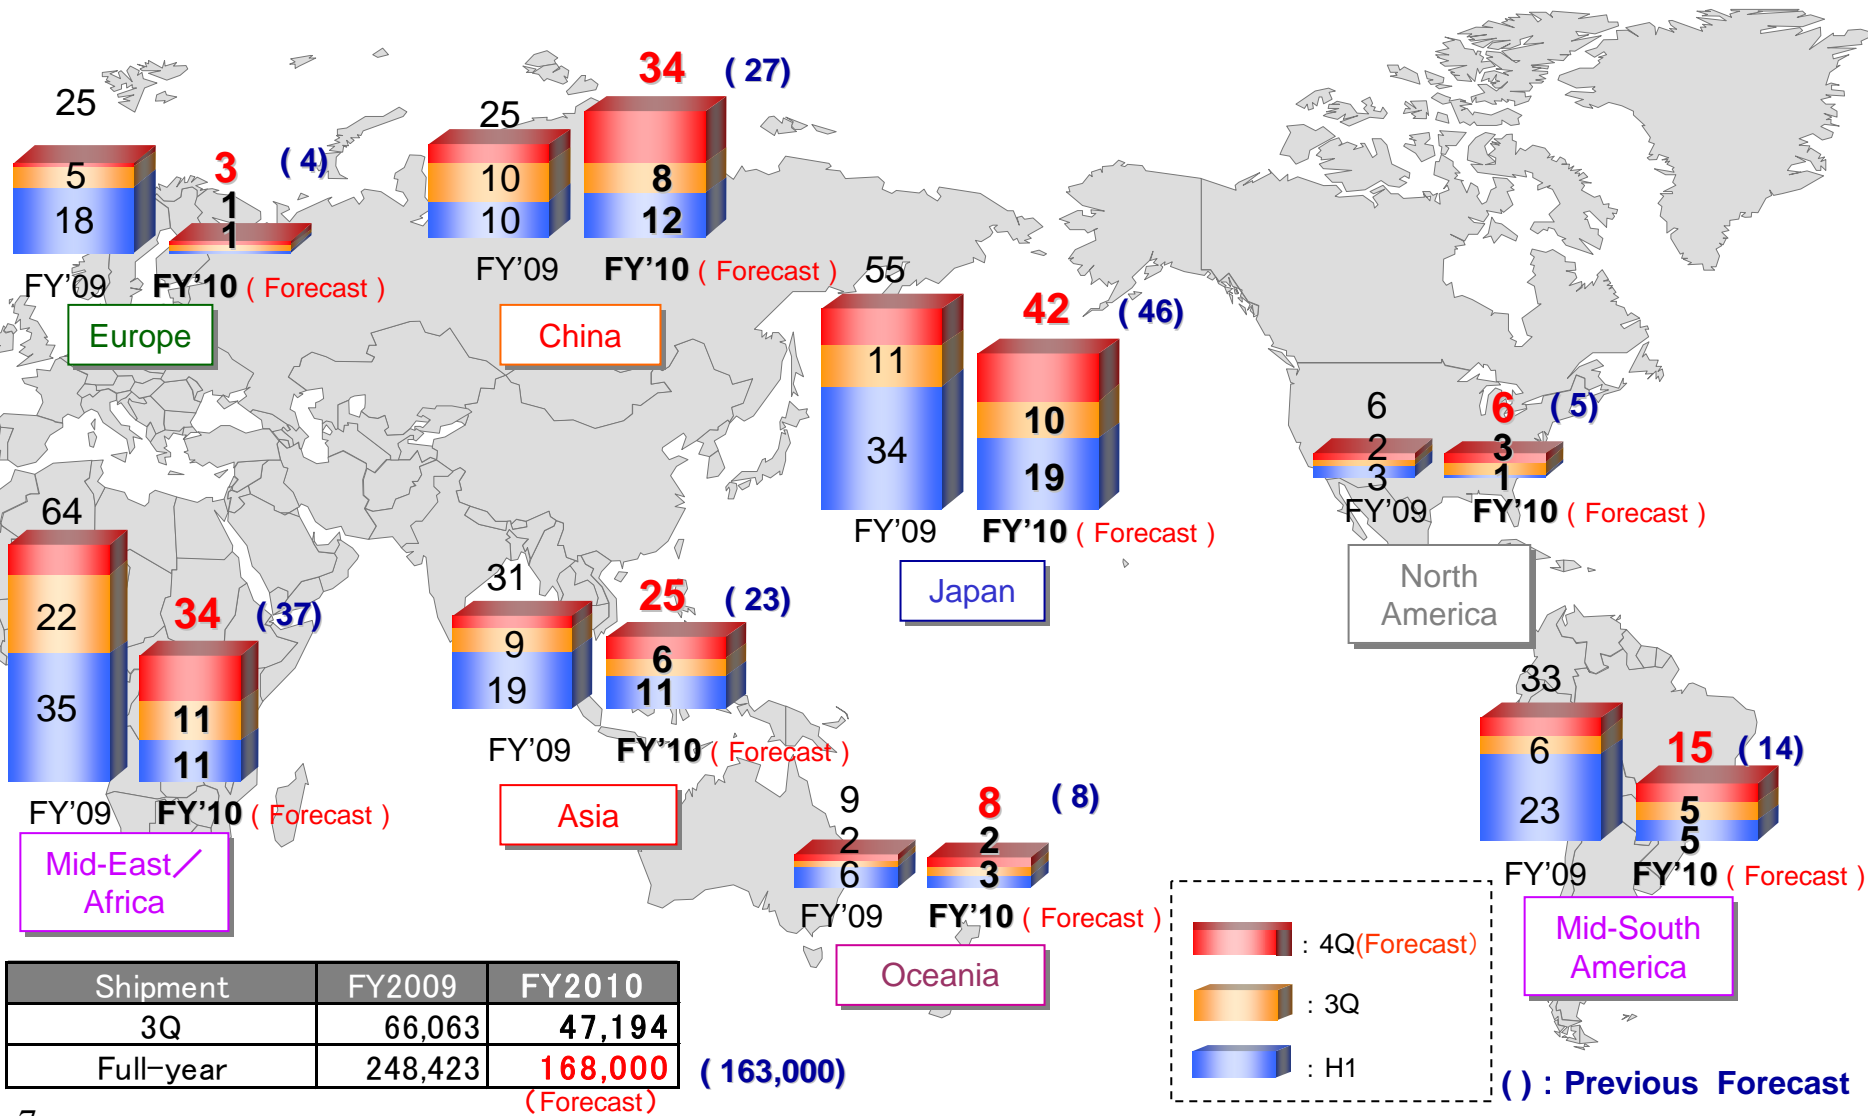 25
5
18
FY'09
3
( 4)
1
1
FY'10 ( Forecast )
Europe
25
10
10
FY'09
34
( 27)
8
12
FY'10 ( Forecast )
China
55
11
34
FY'09
42
( 46)
10
19
FY'10 ( Forecast )
Japan
6
2
3
FY'09
6
( 5)
3
1
FY'10 ( Forecast )
North
America
64
22
35
FY'09
34
( 37)
11
11
FY'10 ( Forecast )
Mid-East／
Africa
31
9
19
FY'09
25
( 23)
6
11
FY'10 ( Forecast )
Asia
9
2
6
FY'09
8
( 8)
2
3
FY'10 ( Forecast )
Oceania
33
6
23
FY'09
15
( 14)
5
5
FY'10 ( Forecast )
Mid-South
America
: 4Q(Forecast)
: 3Q
: H1
Shipment FY2009 FY2010
3Q 66,063 47,194
Full-year 248,423 168,000 ( 163,000)
(Forecast)
( ) : Previous Forecast